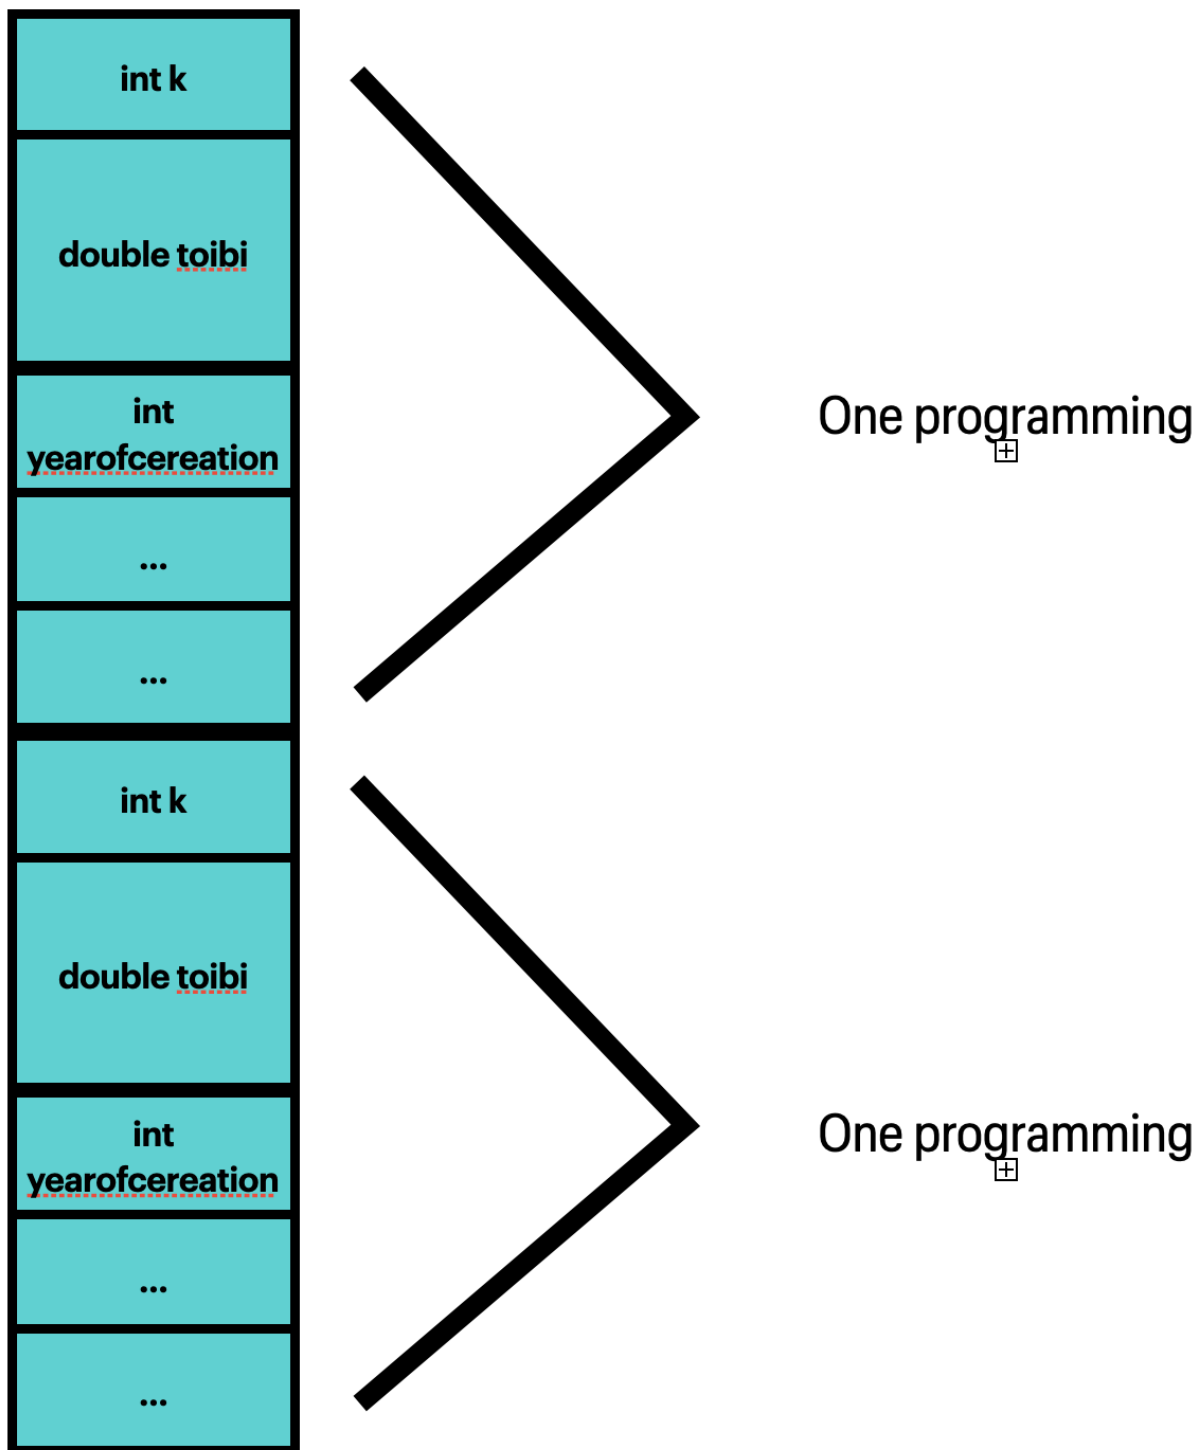 int k
double toibi
int
yearofcereation
...
...
One programming
int k
double toibi
int
yearofcereation
...
...
One programming